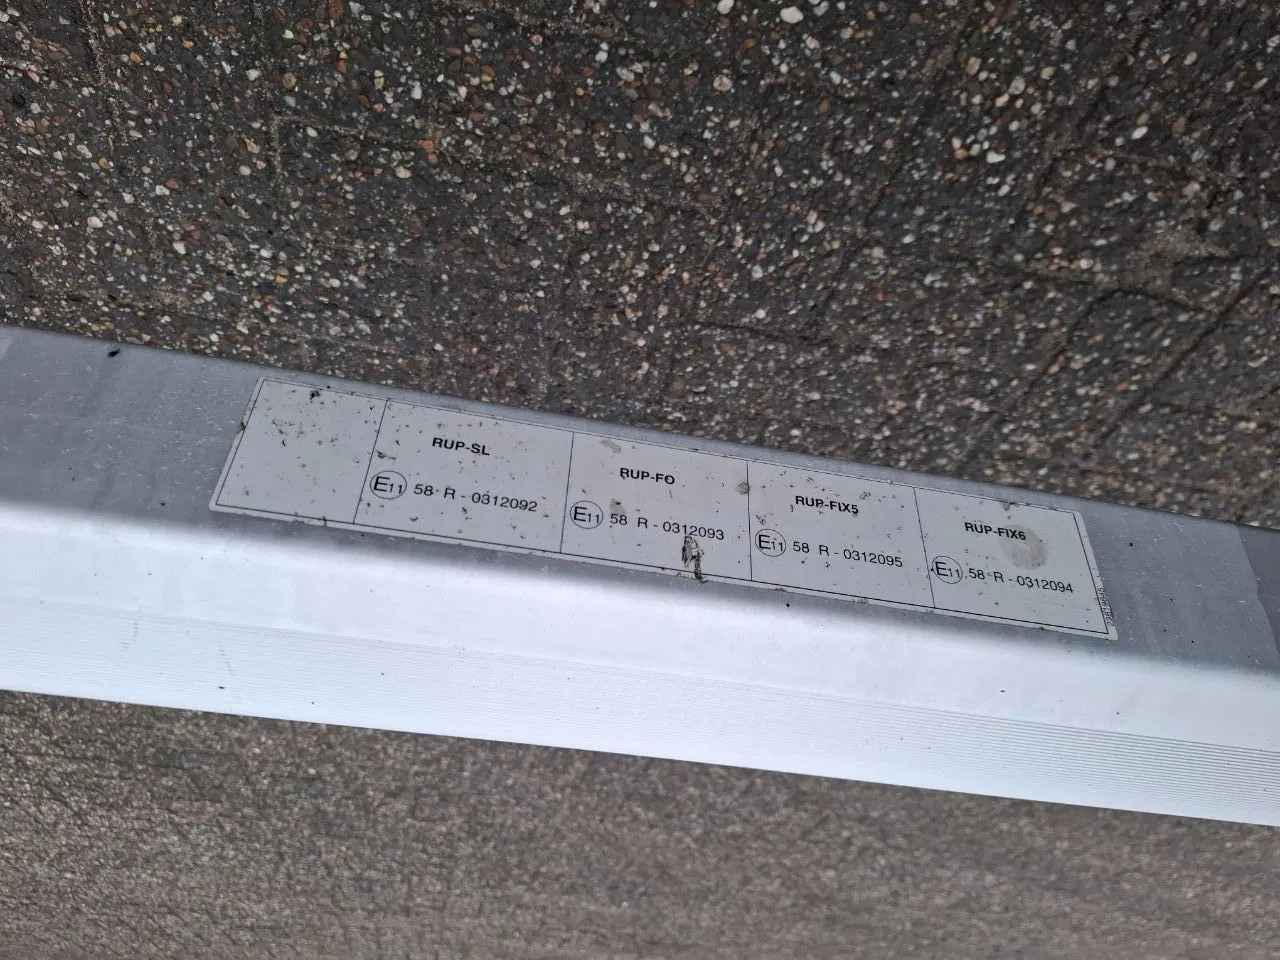 RUP-SL
E11 58 R - 0312092
RUP-FO
E11 58 R - 0312093
RUP-FIX5
E11 58 R - 0312095
RUP-FIX6
E11 58 R - 0312094